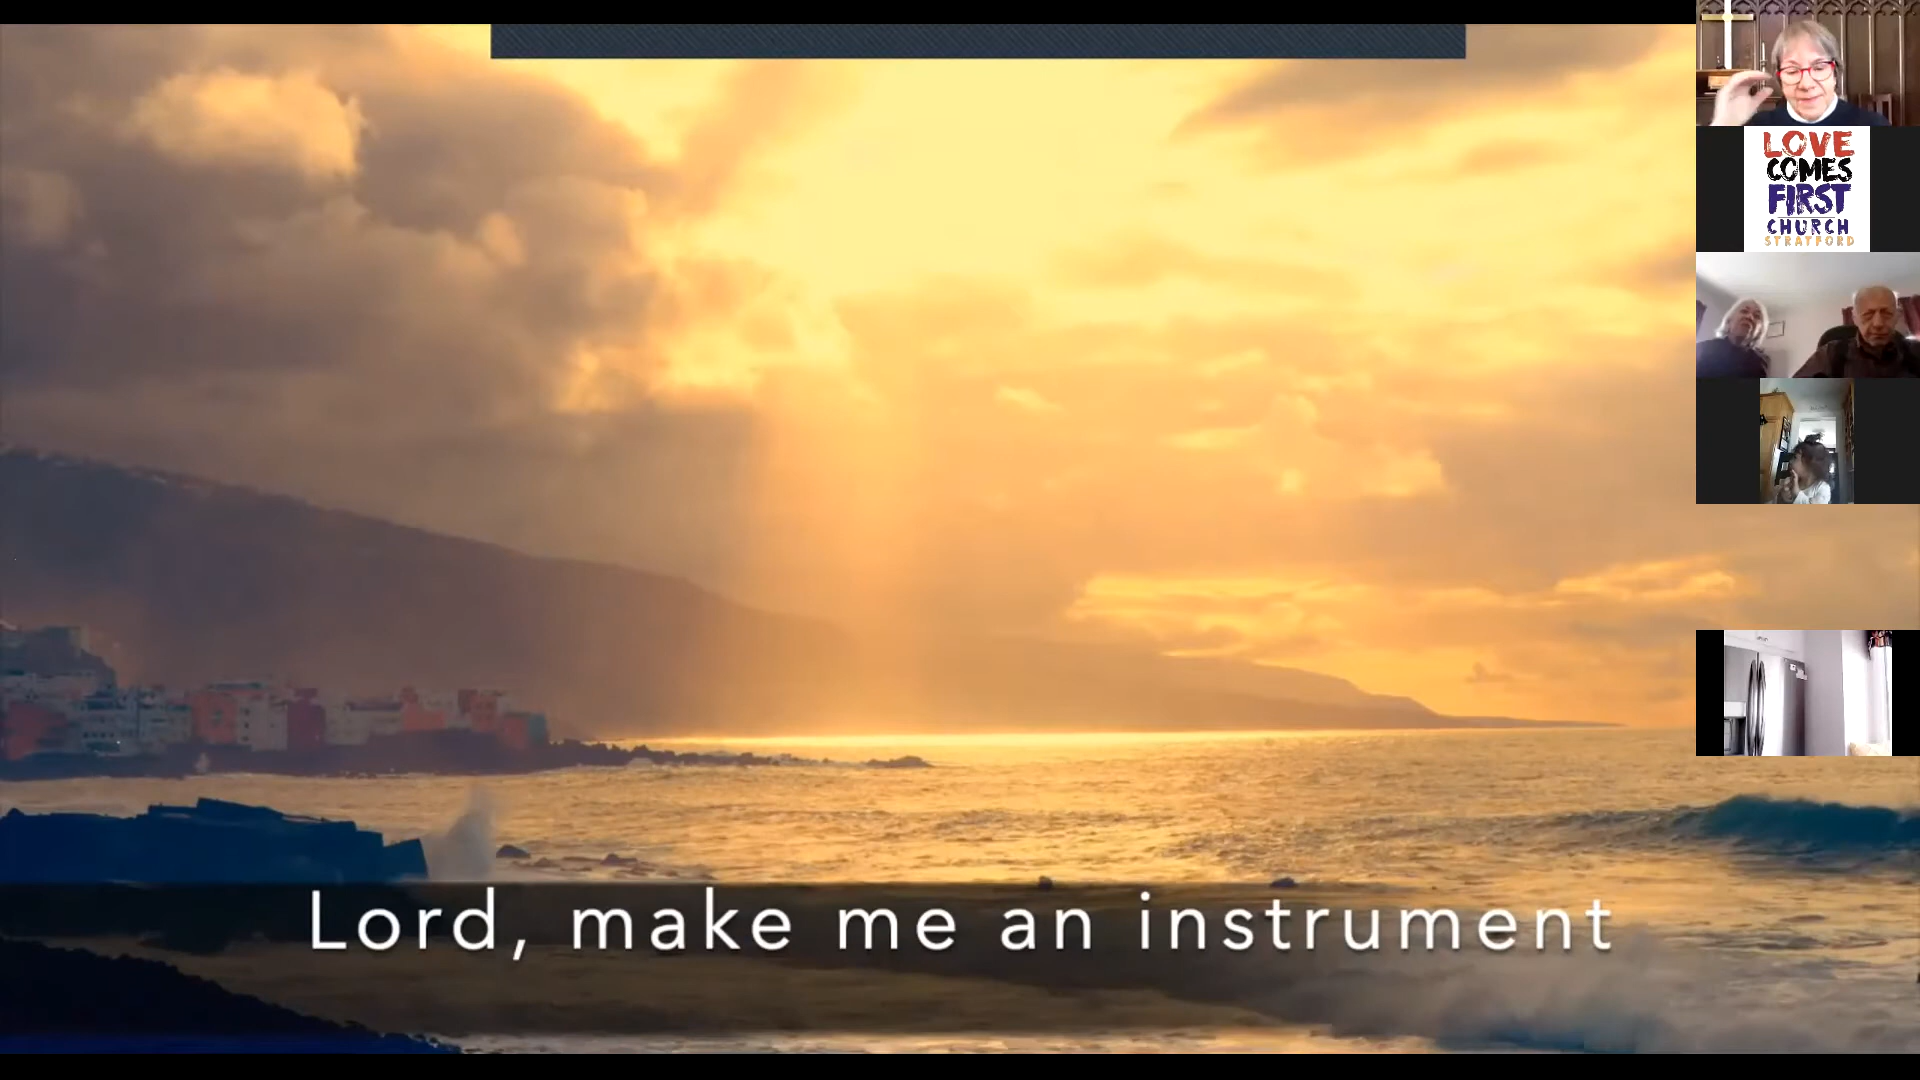 LOVE
COMES
FIRST
CHURCH
STRATFORD
Lord, make me an instrument